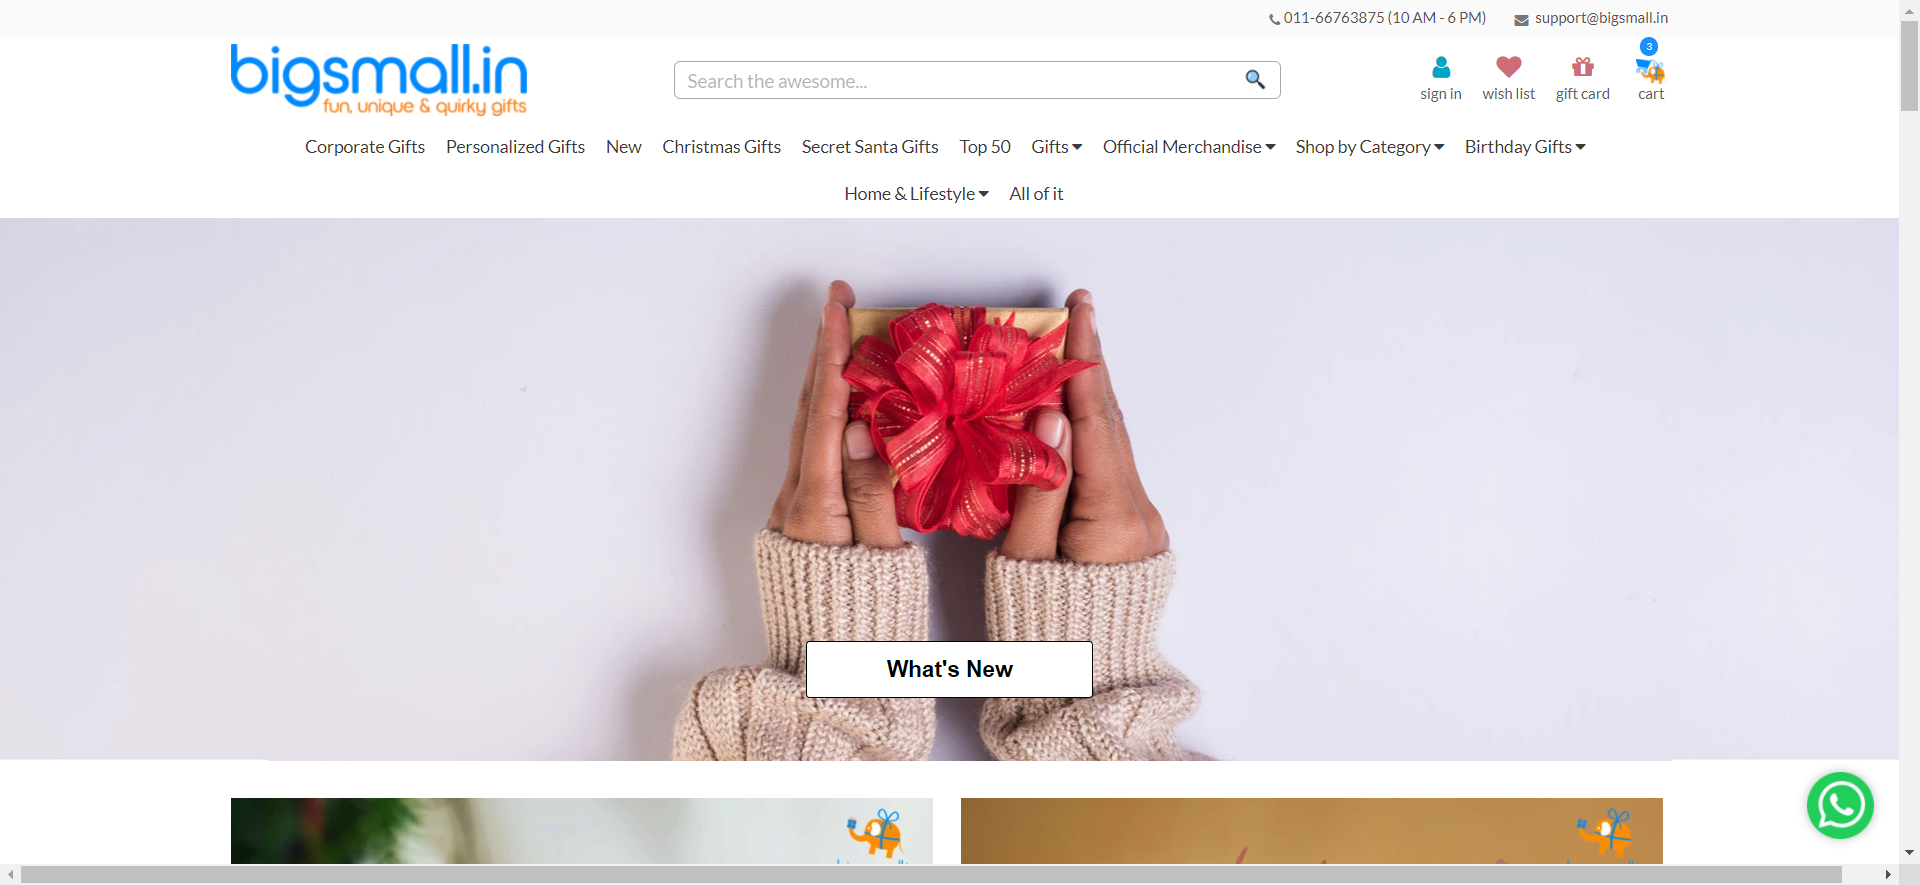 011-66763875 (10 AM - 6 PM) support@bigsmall.in
bigsmall.in
fun, unique & quirky gifts
Search the awesome...
3
sign in wish list gift card cart
Corporate Gifts Personalized Gifts New Christmas Gifts Secret Santa Gifts Top 50 Gifts Official Merchandise Shop by Category Birthday Gifts
Home & Lifestyle All of it
What's New